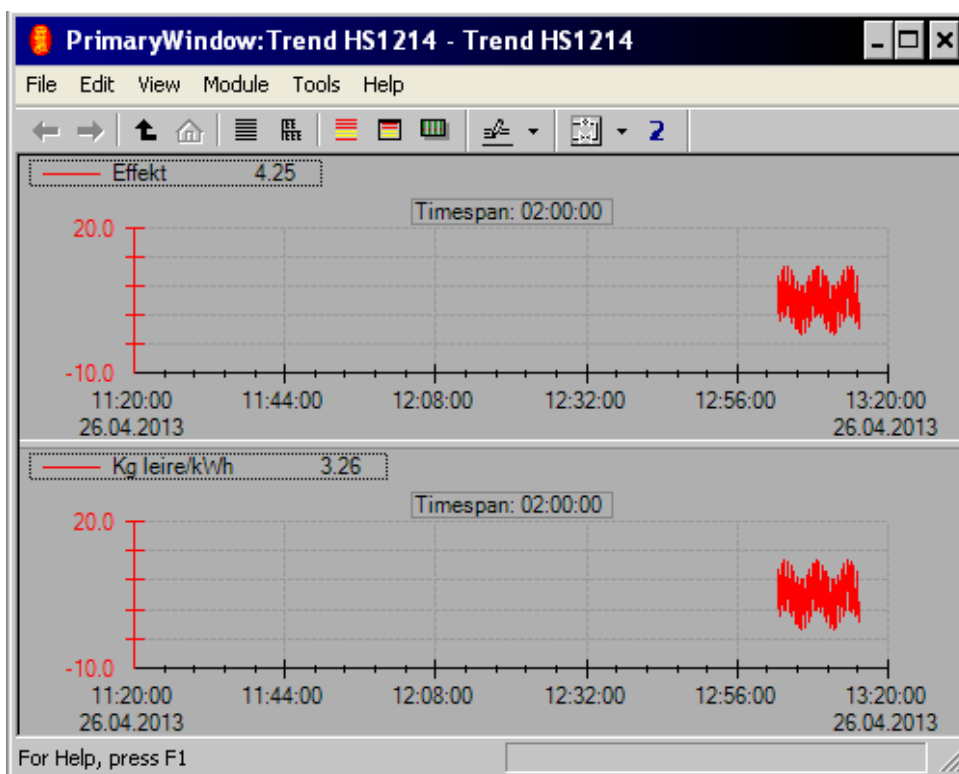 PrimaryWindow:Trend HS1214 - Trend HS1214
File Edit View Module Tools Help
2
Effekt 4.25
Timespan: 02:00:00
20.0
-10.0
11:20:00 11:44:00 12:08:00 12:32:00 12:56:00 13:20:00
26.04.2013 26.04.2013
Kg leire/kWh 3.26
Timespan: 02:00:00
20.0
-10.0
11:20:00 11:44:00 12:08:00 12:32:00 12:56:00 13:20:00
26.04.2013 26.04.2013
For Help, press F1